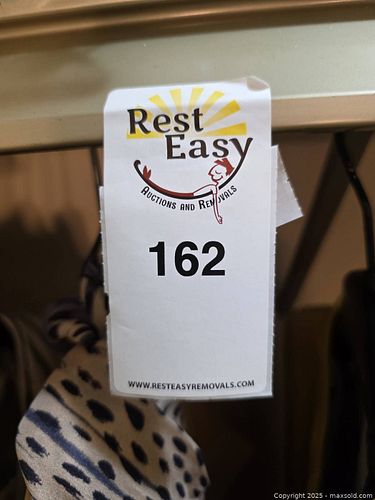 Rest
Easy
AUCTIONS AND REMOVALS
162
WWW.RESTEASYREMOVALS.COM
Copyright 2025 - maxsold.com